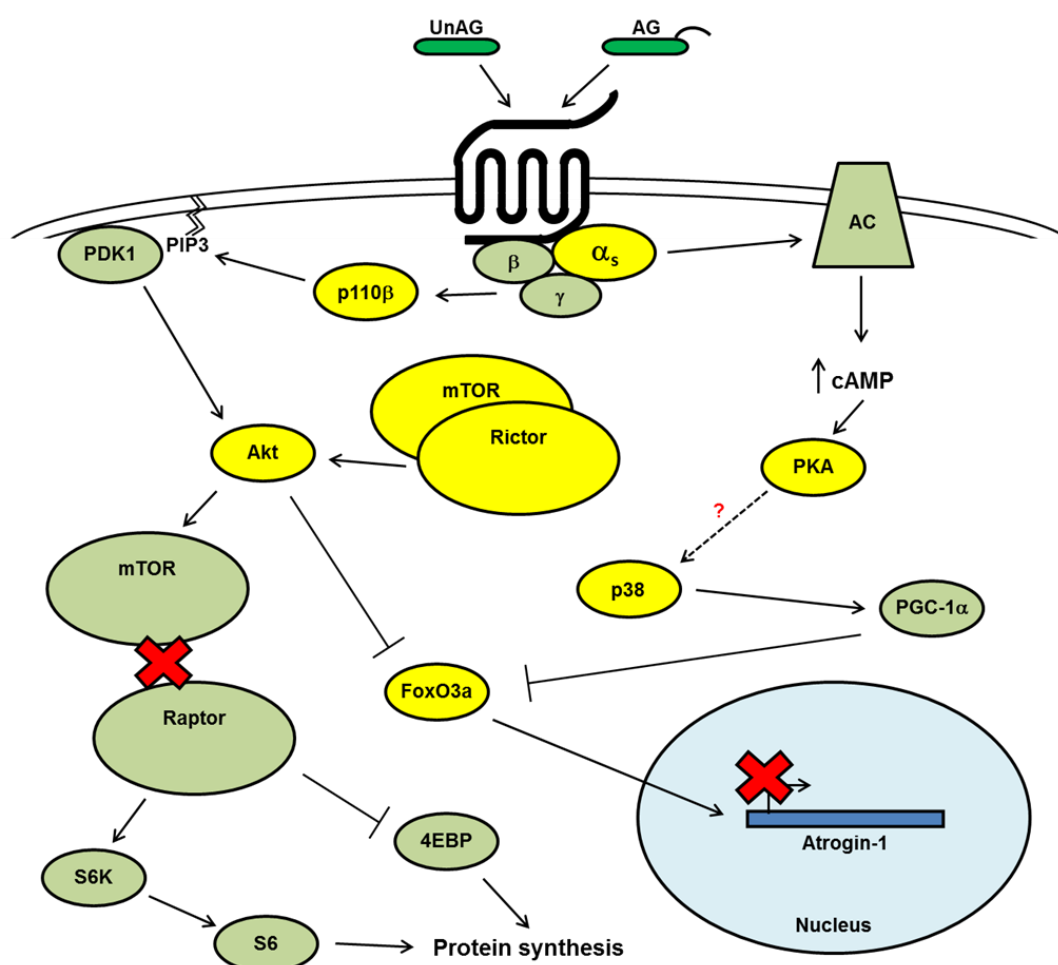 UnAG
AG
AC
PDK1
PIP3
β
αs
γ
p110β
cAMP
mTOR
Rictor
Akt
PKA
?
mTOR
p38
PGC-1α
FoxO3a
Raptor
4EBP
Atrogin-1
S6K
Nucleus
S6
Protein synthesis